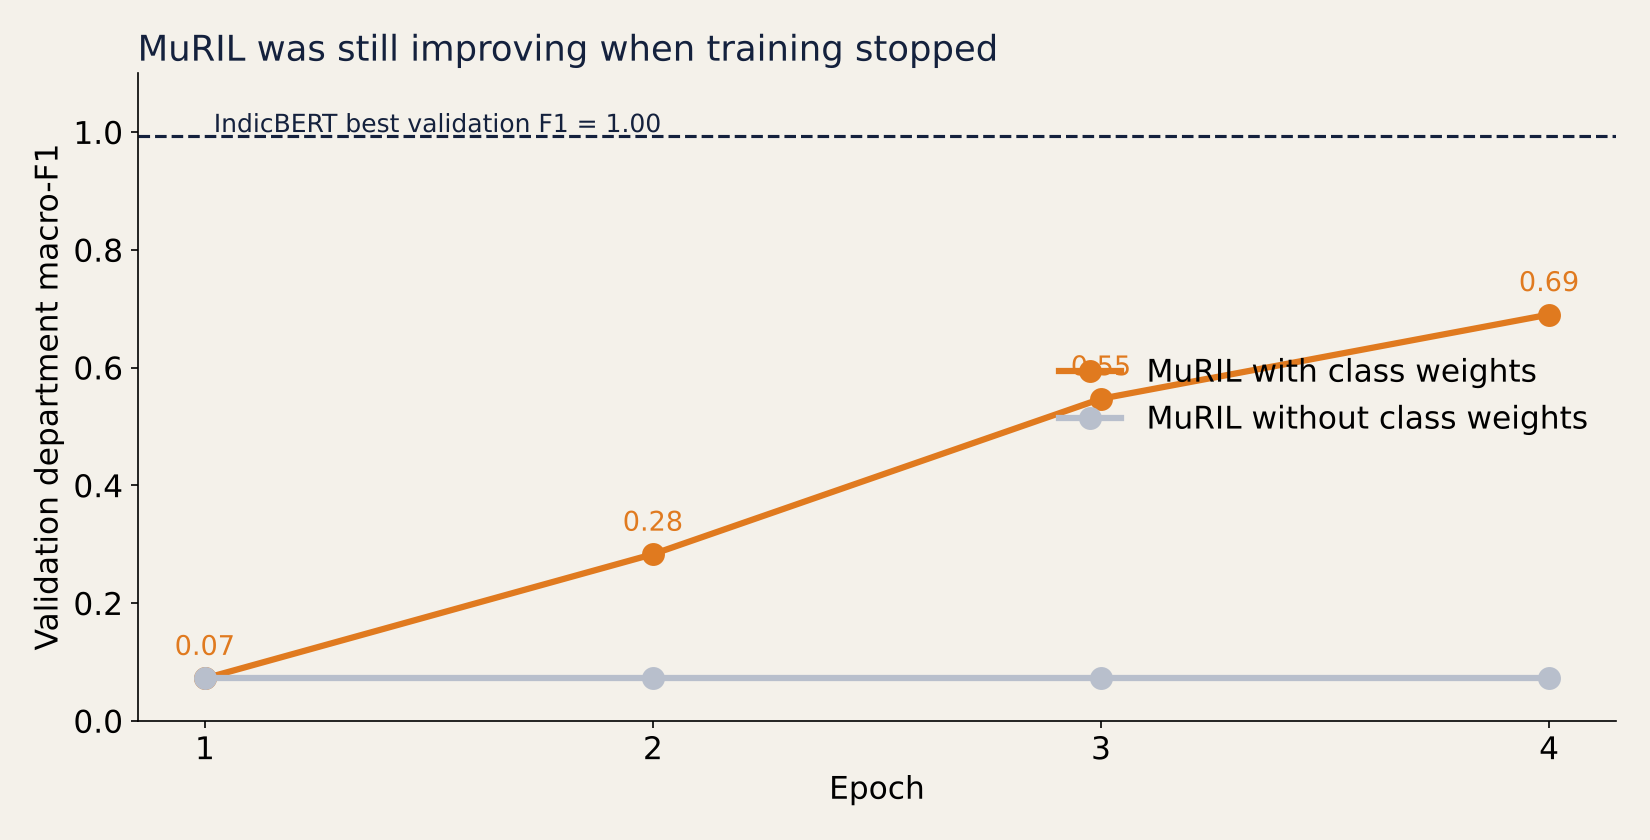 MuRIL was still improving when training stopped
IndicBERT best validation F1 = 1.00
Validation department macro-F1
1.0
0.8
0.6
0.4
0.2
0.0
0.07
0.28
0.55
0.69
MuRIL with class weights
MuRIL without class weights
1
2
3
4
Epoch